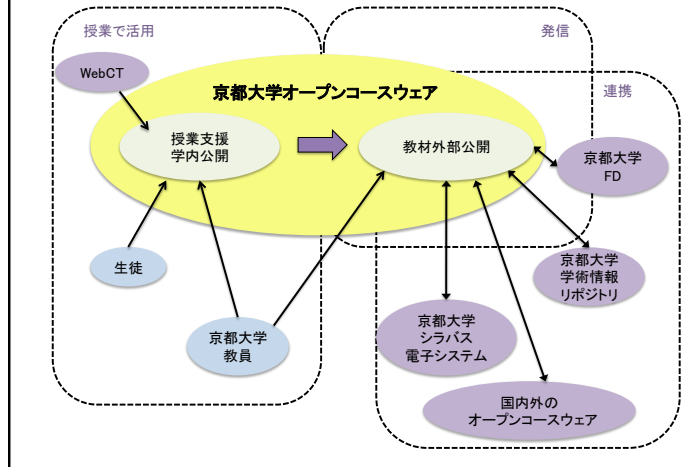 授業で活用
発信
WebCT
京都大学オープンコースウェア
連携
授業支援
学内公開
教材外部公開
京都大学
FD
生徒
京都大学
学術情報
リポジトリ
京都大学
教員
京都大学
シラバス
電子システム
国内外の
オープンコースウェア